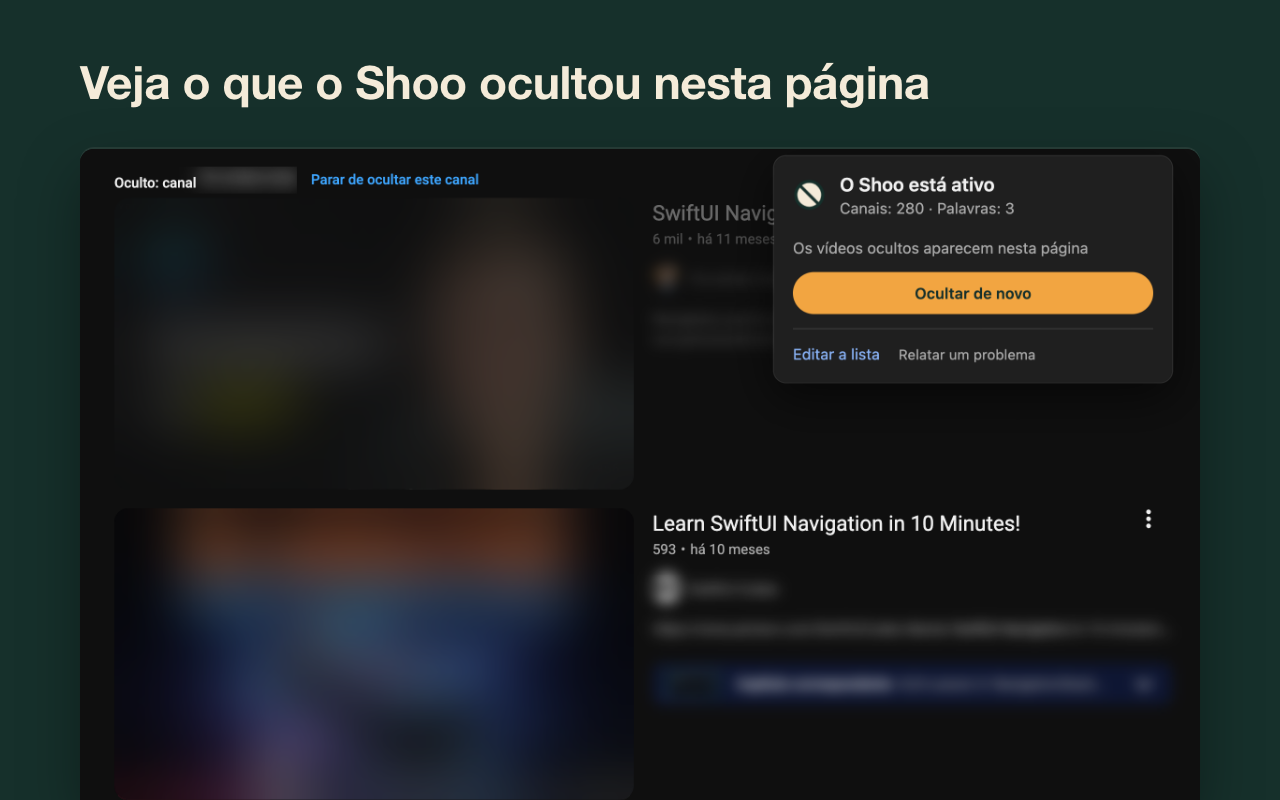 Veja o que o Shoo ocultou nesta página
Oculto: canal
Parar de ocultar este canal
SwiftUI
6 mil • há 11 meses
O Shoo está ativo
Canais: 280 · Palavras: 3
Os vídeos ocultos aparecem nesta página
Ocultar de novo
Editar a lista
Relatar um problema
Learn SwiftUI Navigation in 10 Minutes!
593 • há 10 meses